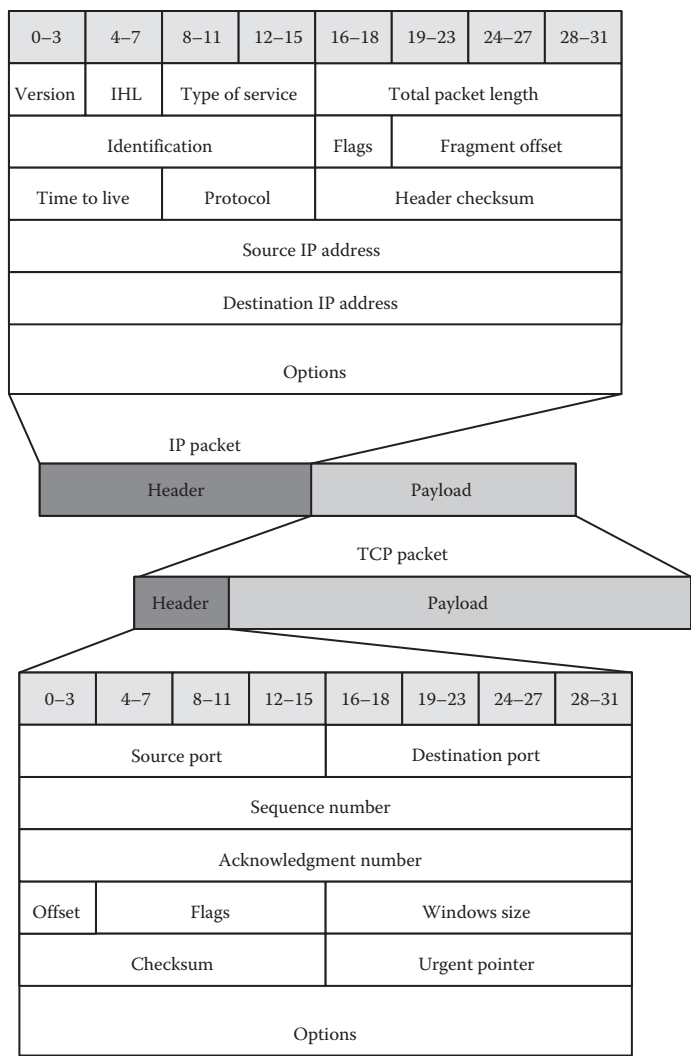 0–3 4–7 8–11 12–15 16–18 19–23 24–27 28–31
Version IHL Type of service Total packet length
Identification Flags Fragment offset
Time to live Protocol Header checksum
Source IP address
Destination IP address
Options
IP packet
Header Payload
TCP packet
Header Payload
0–3 4–7 8–11 12–15 16–18 19–23 24–27 28–31
Source port Destination port
Sequence number
Acknowledgment number
Offset Flags Windows size
Checksum Urgent pointer
Options